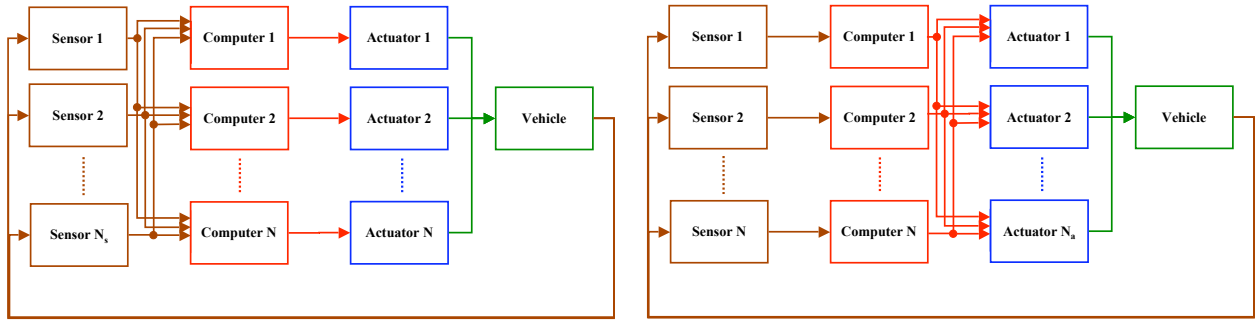 Sensor 1
Computer 1
Actuator 1
Sensor 2
Computer 2
Actuator 2
Vehicle
Sensor Nₛ
Computer N
Actuator N
Sensor 1
Computer 1
Actuator 1
Sensor 2
Computer 2
Actuator 2
Vehicle
Sensor N
Computer N
Actuator Nₐ